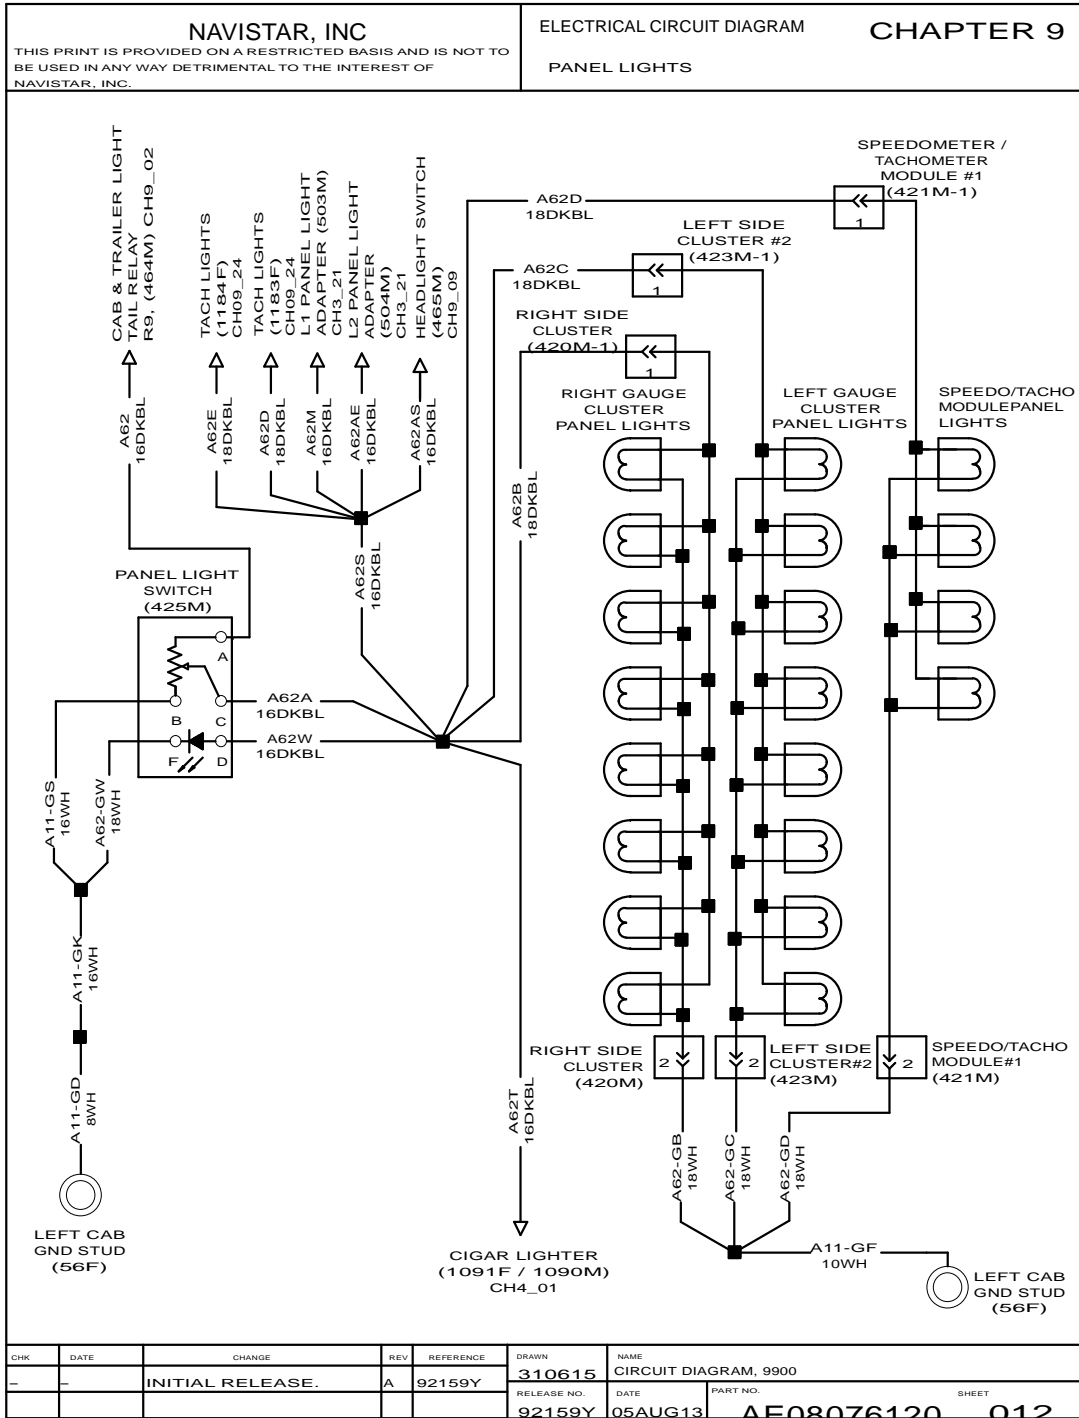 NAVISTAR, INC
THIS PRINT IS PROVIDED ON A RESTRICTED BASIS AND IS NOT TO
BE USED IN ANY WAY DETRIMENTAL TO THE INTEREST OF
NAVISTAR, INC.
ELECTRICAL CIRCUIT DIAGRAM
PANEL LIGHTS
CHAPTER 9
CAB & TRAILER LIGHT
TAIL RELAY
R9, (464M) CH9_02
TACH LIGHTS
(1184F)
CH09_24
TACH LIGHTS
(1183F)
CH09_24
L1 PANEL LIGHT
ADAPTER (503M)
CH3_21
L2 PANEL LIGHT
ADAPTER
(504M)
CH3_21
HEADLIGHT SWITCH
(465M)
CH9_09
A62
16DKBL
A62E
18DKBL
A62D
18DKBL
A62M
16DKBL
A62AE
16DKBL
A62AS
16DKBL
A62S
16DKBL
A62D
18DKBL
SPEEDOMETER /
TACHOMETER
MODULE #1
(421M-1)
1
A62C
18DKBL
LEFT SIDE
CLUSTER #2
(423M-1)
1
RIGHT SIDE
CLUSTER
(420M-1)
1
A62B
18DKBL
RIGHT GAUGE
CLUSTER
PANEL LIGHTS
LEFT GAUGE
CLUSTER
PANEL LIGHTS
SPEEDO/TACHO
MODULEPANEL
LIGHTS
PANEL LIGHT
SWITCH
(425M)
A
B
C
F
D
A62A
16DKBL
A62W
16DKBL
A11-GS
16WH
A62-GW
18WH
A11-GK
16WH
A11-GD
8WH
LEFT CAB
GND STUD
(56F)
A62T
16DKBL
CIGAR LIGHTER
(1091F / 1090M)
CH4_01
RIGHT SIDE
CLUSTER
(420M)
2
2
LEFT SIDE
CLUSTER#2
(423M)
2
SPEEDO/TACHO
MODULE#1
(421M)
A62-GB
18WH
A62-GC
18WH
A62-GD
18WH
A11-GF
10WH
LEFT CAB
GND STUD
(56F)
CHK DATE CHANGE REV REFERENCE
– – INITIAL RELEASE. A 92159Y
DRAWN
310615
NAME
CIRCUIT DIAGRAM, 9900
RELEASE NO.
92159Y
DATE
05AUG13
PART NO.
AE08076120
SHEET
012